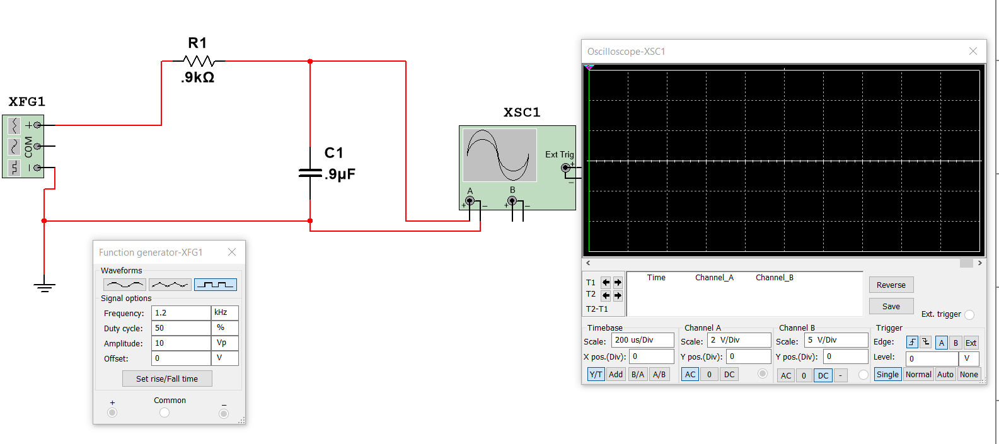 R1
.9kΩ
XFG1
+
COM
−
C1
.9µF
XSC1
Ext Trig
+
−
A
B
+
−
+
−
Function generator-XFG1
Waveforms
Signal options
Frequency: 1.2 kHz
Duty cycle: 50 %
Amplitude: 10 Vp
Offset: 0 V
Set rise/Fall time
+ Common −
Oscilloscope-XSC1
Time Channel_A Channel_B
T1
T2
T2-T1
Reverse
Save
Ext. trigger
Timebase
Scale: 200 us/Div
X pos.(Div): 0
Y/T Add B/A A/B
Channel A
Scale: 2 V/Div
Y pos.(Div): 0
AC 0 DC
Channel B
Scale: 5 V/Div
Y pos.(Div): 0
AC 0 DC -
Trigger
Edge: A B Ext
Level: 0 V
Single Normal Auto None